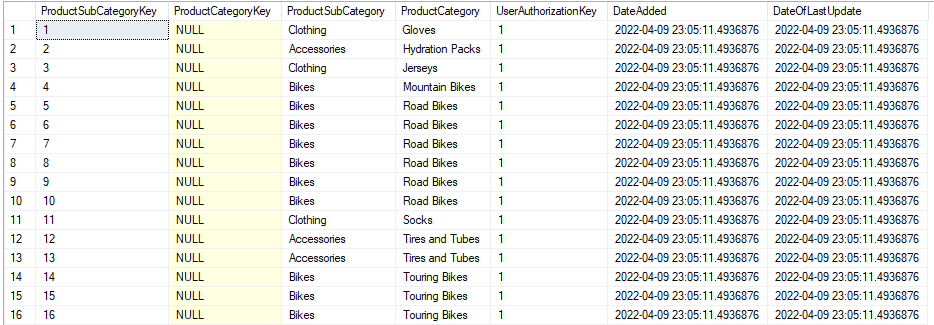 ProductSubCategoryKey ProductCategoryKey ProductSubCategory ProductCategory UserAuthorizationKey DateAdded DateOfLastUpdate
1 1 NULL Clothing Gloves 1 2022-04-09 23:05:11.4936876 2022-04-09 23:05:11.4936876
2 2 NULL Accessories Hydration Packs 1 2022-04-09 23:05:11.4936876 2022-04-09 23:05:11.4936876
3 3 NULL Clothing Jerseys 1 2022-04-09 23:05:11.4936876 2022-04-09 23:05:11.4936876
4 4 NULL Bikes Mountain Bikes 1 2022-04-09 23:05:11.4936876 2022-04-09 23:05:11.4936876
5 5 NULL Bikes Road Bikes 1 2022-04-09 23:05:11.4936876 2022-04-09 23:05:11.4936876
6 6 NULL Bikes Road Bikes 1 2022-04-09 23:05:11.4936876 2022-04-09 23:05:11.4936876
7 7 NULL Bikes Road Bikes 1 2022-04-09 23:05:11.4936876 2022-04-09 23:05:11.4936876
8 8 NULL Bikes Road Bikes 1 2022-04-09 23:05:11.4936876 2022-04-09 23:05:11.4936876
9 9 NULL Bikes Road Bikes 1 2022-04-09 23:05:11.4936876 2022-04-09 23:05:11.4936876
10 10 NULL Bikes Road Bikes 1 2022-04-09 23:05:11.4936876 2022-04-09 23:05:11.4936876
11 11 NULL Clothing Socks 1 2022-04-09 23:05:11.4936876 2022-04-09 23:05:11.4936876
12 12 NULL Accessories Tires and Tubes 1 2022-04-09 23:05:11.4936876 2022-04-09 23:05:11.4936876
13 13 NULL Accessories Tires and Tubes 1 2022-04-09 23:05:11.4936876 2022-04-09 23:05:11.4936876
14 14 NULL Bikes Touring Bikes 1 2022-04-09 23:05:11.4936876 2022-04-09 23:05:11.4936876
15 15 NULL Bikes Touring Bikes 1 2022-04-09 23:05:11.4936876 2022-04-09 23:05:11.4936876
16 16 NULL Bikes Touring Bikes 1 2022-04-09 23:05:11.4936876 2022-04-09 23:05:11.4936876